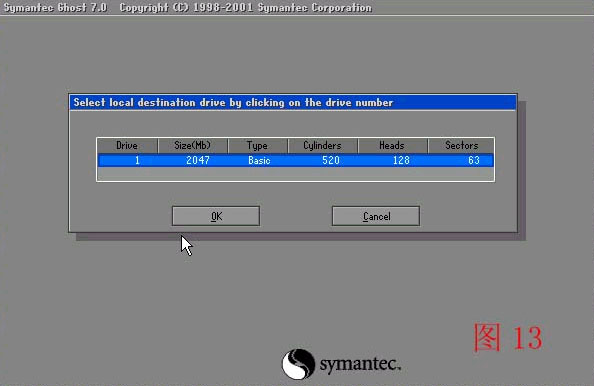 Symantec Ghost 7.0 Copyright (C) 1998-2001 Symantec Corporation
Select local destination drive by clicking on the drive number
Drive Size(Mb) Type Cylinders Heads Sectors
1 2047 Basic 520 128 63
OK Cancel
图 13
symantec.